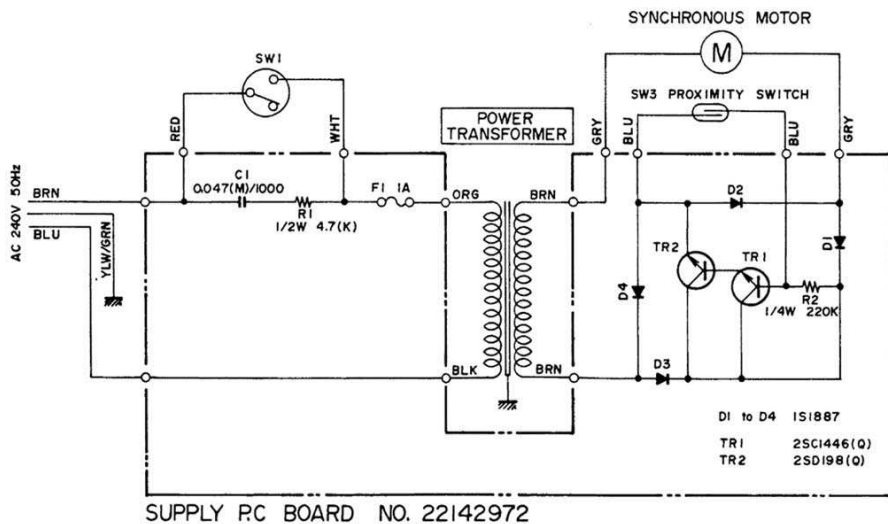 SYNCHRONOUS MOTOR
M
SW1
SW3 PROXIMITY SWITCH
RED
WHT
POWER
TRANSFORMER
GRY
BLU
BLU
GRY
AC 240V 50Hz
BRN
BLU
YLW/GRN
C1
0.047(M)/1000
R1
1/2W 4.7(K)
F1 1A
ORG
BRN
D2
D1
TR2
TR1
D4
R2
1/4W 220K
D3
BLK
BRN
D1 to D4 1S1887
TR1 2SC1446(Q)
TR2 2SD198(Q)
SUPPLY P.C BOARD NO. 22142972